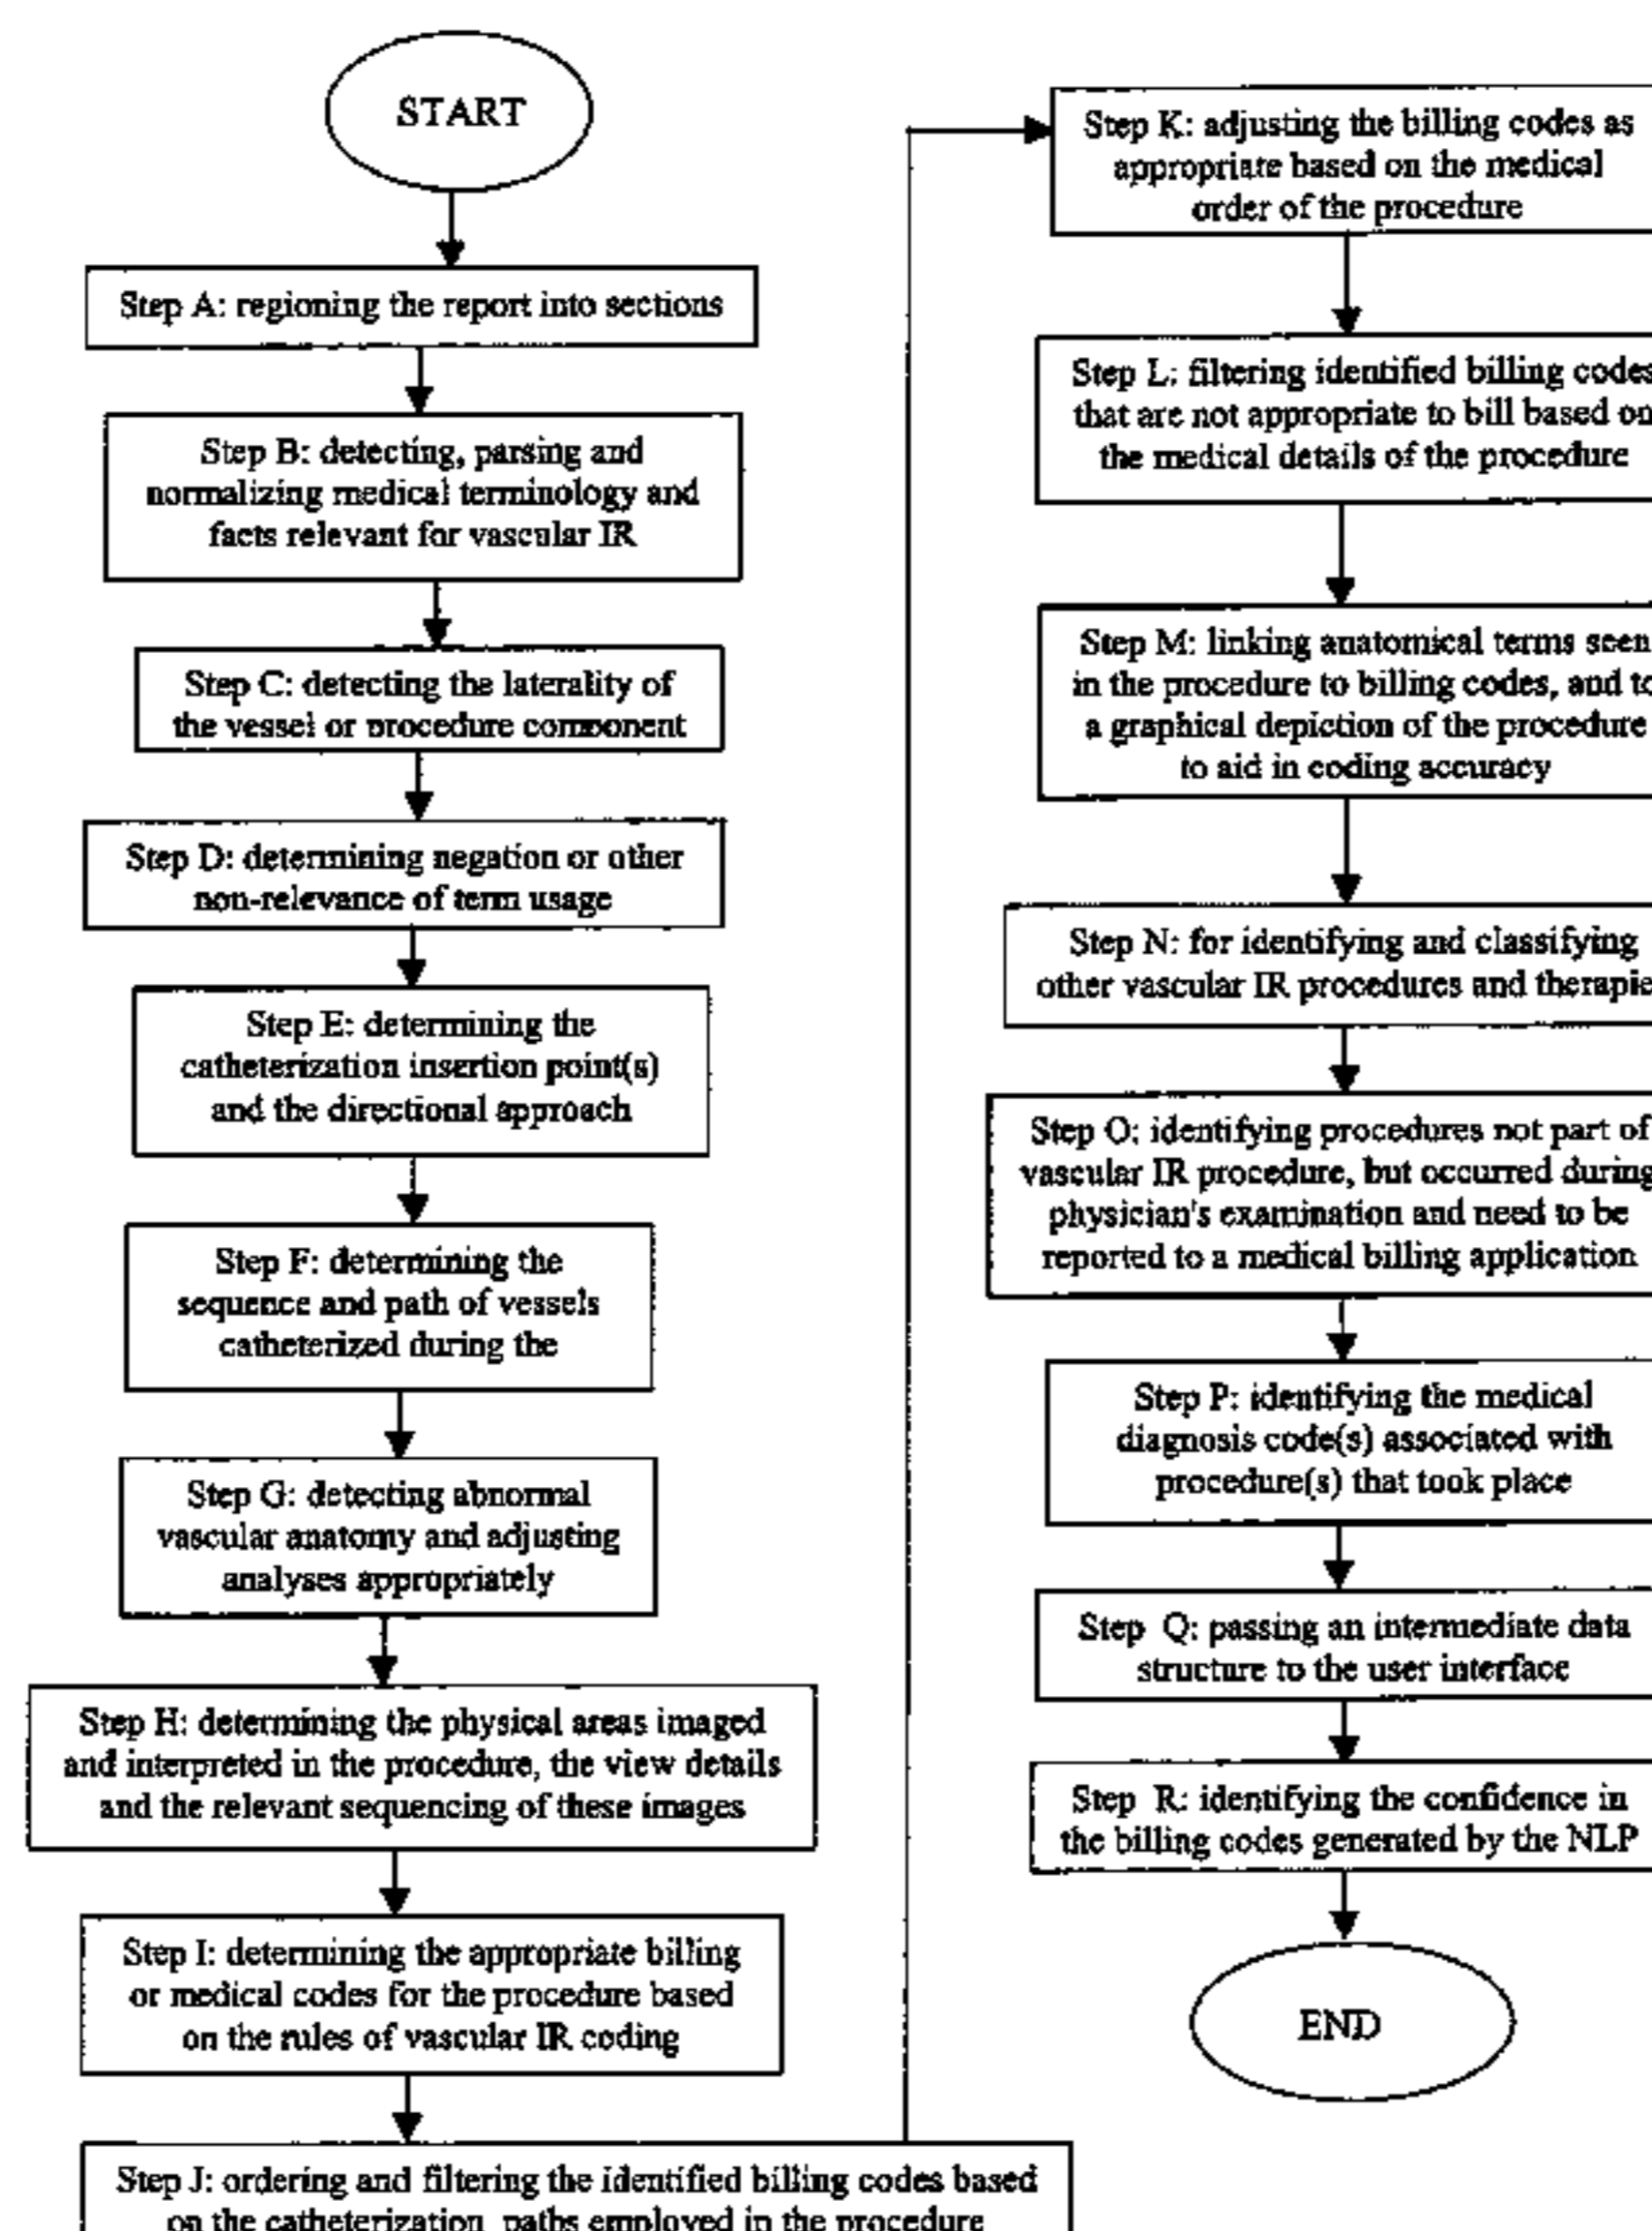 START
Step A: regioning the report into sections
Step B: detecting, parsing and
normalizing medical terminology and
facts relevant for vascular IR
Step C: detecting the laterality of
the vessel or procedure component
Step D: determining negation or other
non-relevance of term usage
Step E: determining the
catheterization insertion point(s)
and the directional approach
Step F: determining the
sequence and path of vessels
catheterized during the
Step G: detecting abnormal
vascular anatomy and adjusting
analyses appropriately
Step H: determining the physical areas imaged
and interpreted in the procedure, the view details
and the relevant sequencing of these images
Step I: determining the appropriate billing
or medical codes for the procedure based
on the rules of vascular IR coding
Step J: ordering and filtering the identified billing codes based
on the catheterization paths employed in the procedure
Step K: adjusting the billing codes as
appropriate based on the medical
order of the procedure
Step L: filtering identified billing codes
that are not appropriate to bill based on
the medical details of the procedure
Step M: linking anatomical terms seen
in the procedure to billing codes, and to
a graphical depiction of the procedure
to aid in coding accuracy
Step N: for identifying and classifying
other vascular IR procedures and therapie
Step O: identifying procedures not part of
vascular IR procedure, but occurred during
physician's examination and need to be
reported to a medical billing application
Step P: identifying the medical
diagnosis code(s) associated with
procedure(s) that took place
Step Q: passing an intermediate data
structure to the user interface
Step R: identifying the confidence in
the billing codes generated by the NLP
END